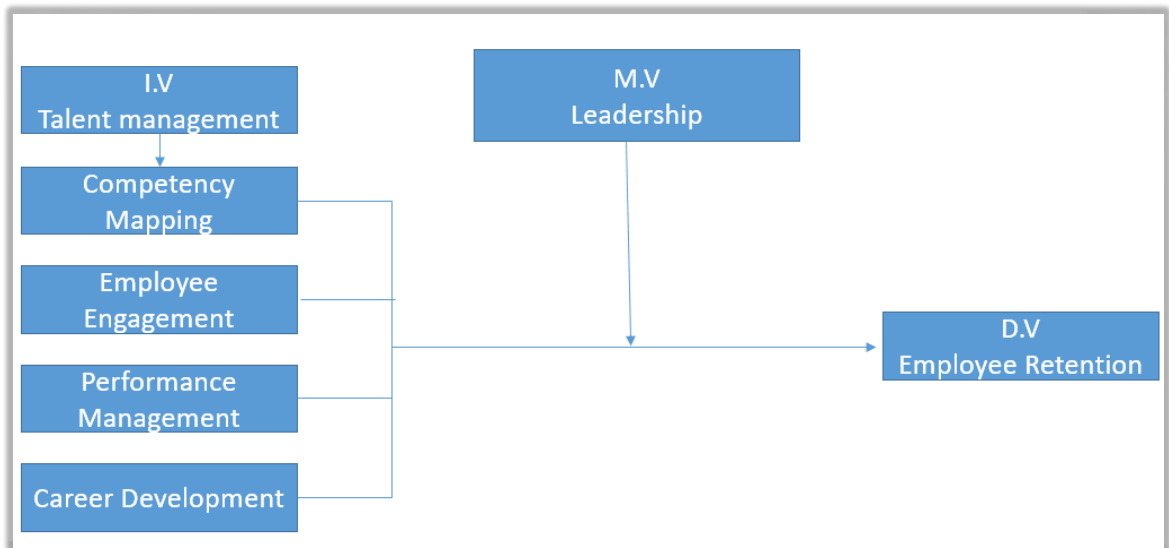 I.V
Talent management
M.V
Leadership
Competency
Mapping
Employee
Engagement
D.V
Employee Retention
Performance
Management
Career Development